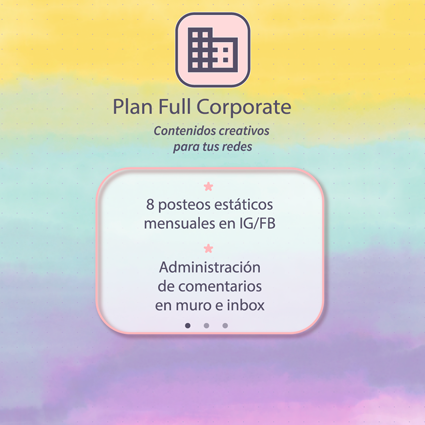 Plan Full Corporate
Contenidos creativos
para tus redes
8 posteos estáticos
mensuales en IG/FB
Administración
de comentarios
en muro e inbox